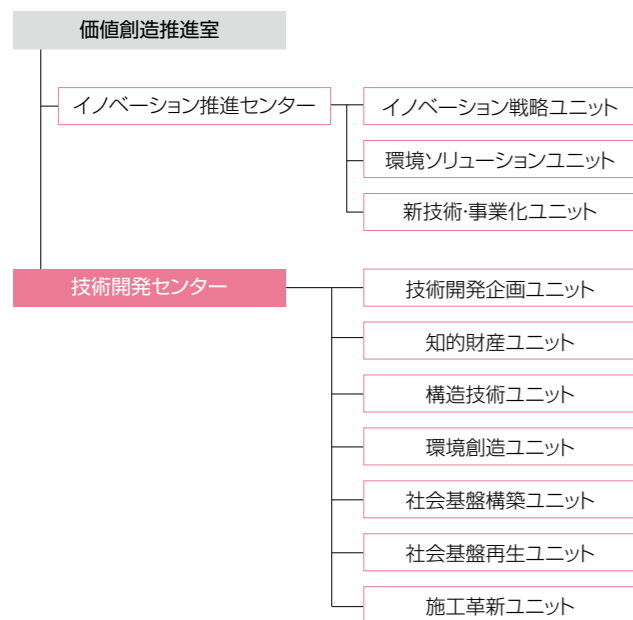 価値創造推進室
イノベーション推進センター
イノベーション戦略ユニット
環境ソリューションユニット
新技術・事業化ユニット
技術開発センター
技術開発企画ユニット
知的財産ユニット
構造技術ユニット
環境創造ユニット
社会基盤構築ユニット
社会基盤再生ユニット
施工革新ユニット